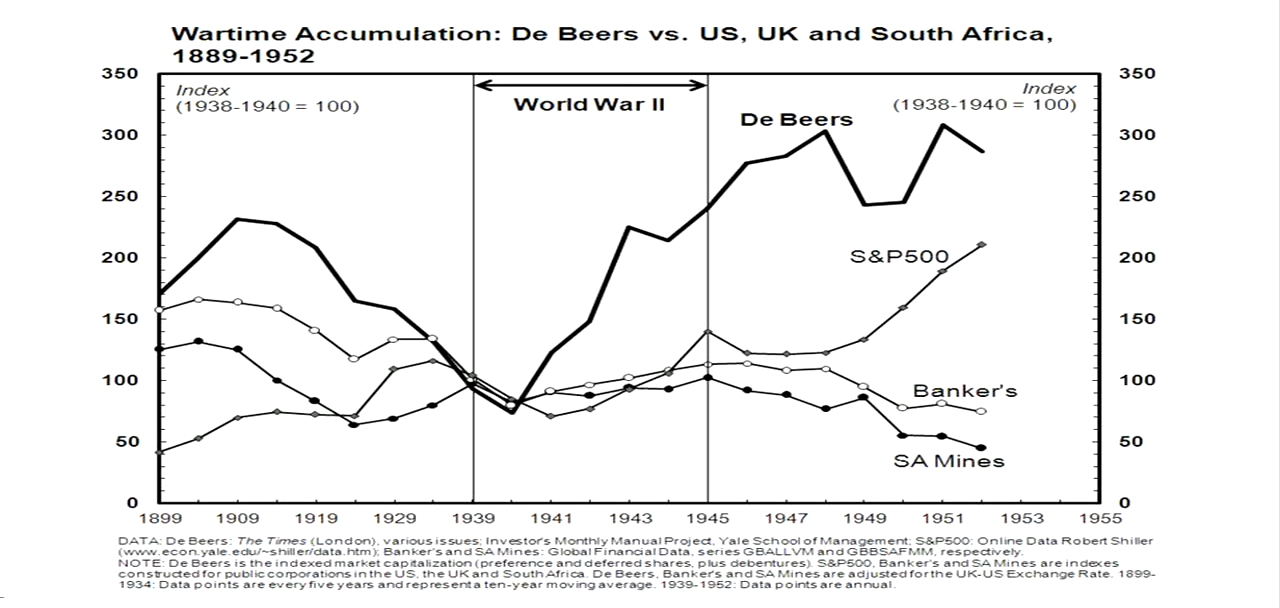 Wartime Accumulation: De Beers vs. US, UK and South Africa,
1889-1952
350
300
250
200
150
100
50
0
Index
(1938-1940 = 100)
World War II
De Beers
S&P500
Banker's
SA Mines
Index
(1938-1940 = 100)
350
300
250
200
150
100
50
0
1899 1909 1919 1929 1939 1941 1943 1945 1947 1949 1951 1953 1955
DATA: De Beers: The Times (London), various issues; Investor's Monthly Manual Project, Yale School of Management; S&P500: Online Data Robert Shiller
(www.econ.yale.edu/~shiller/data.htm); Banker's and SA Mines: Global Financial Data, series GBALLVM and GBBSAFMM, respectively.
NOTE: De Beers is the indexed market capitalization (preference and deferred shares, plus debentures). S&P500, Banker's and SA Mines are indexes
constructed for public corporations in the US, the UK and South Africa. De Beers, Banker's and SA Mines are adjusted for the UK-US Exchange Rate. 1899-
1934: Data points are every five years and represent a ten-year moving average. 1939-1952: Data points are annual.